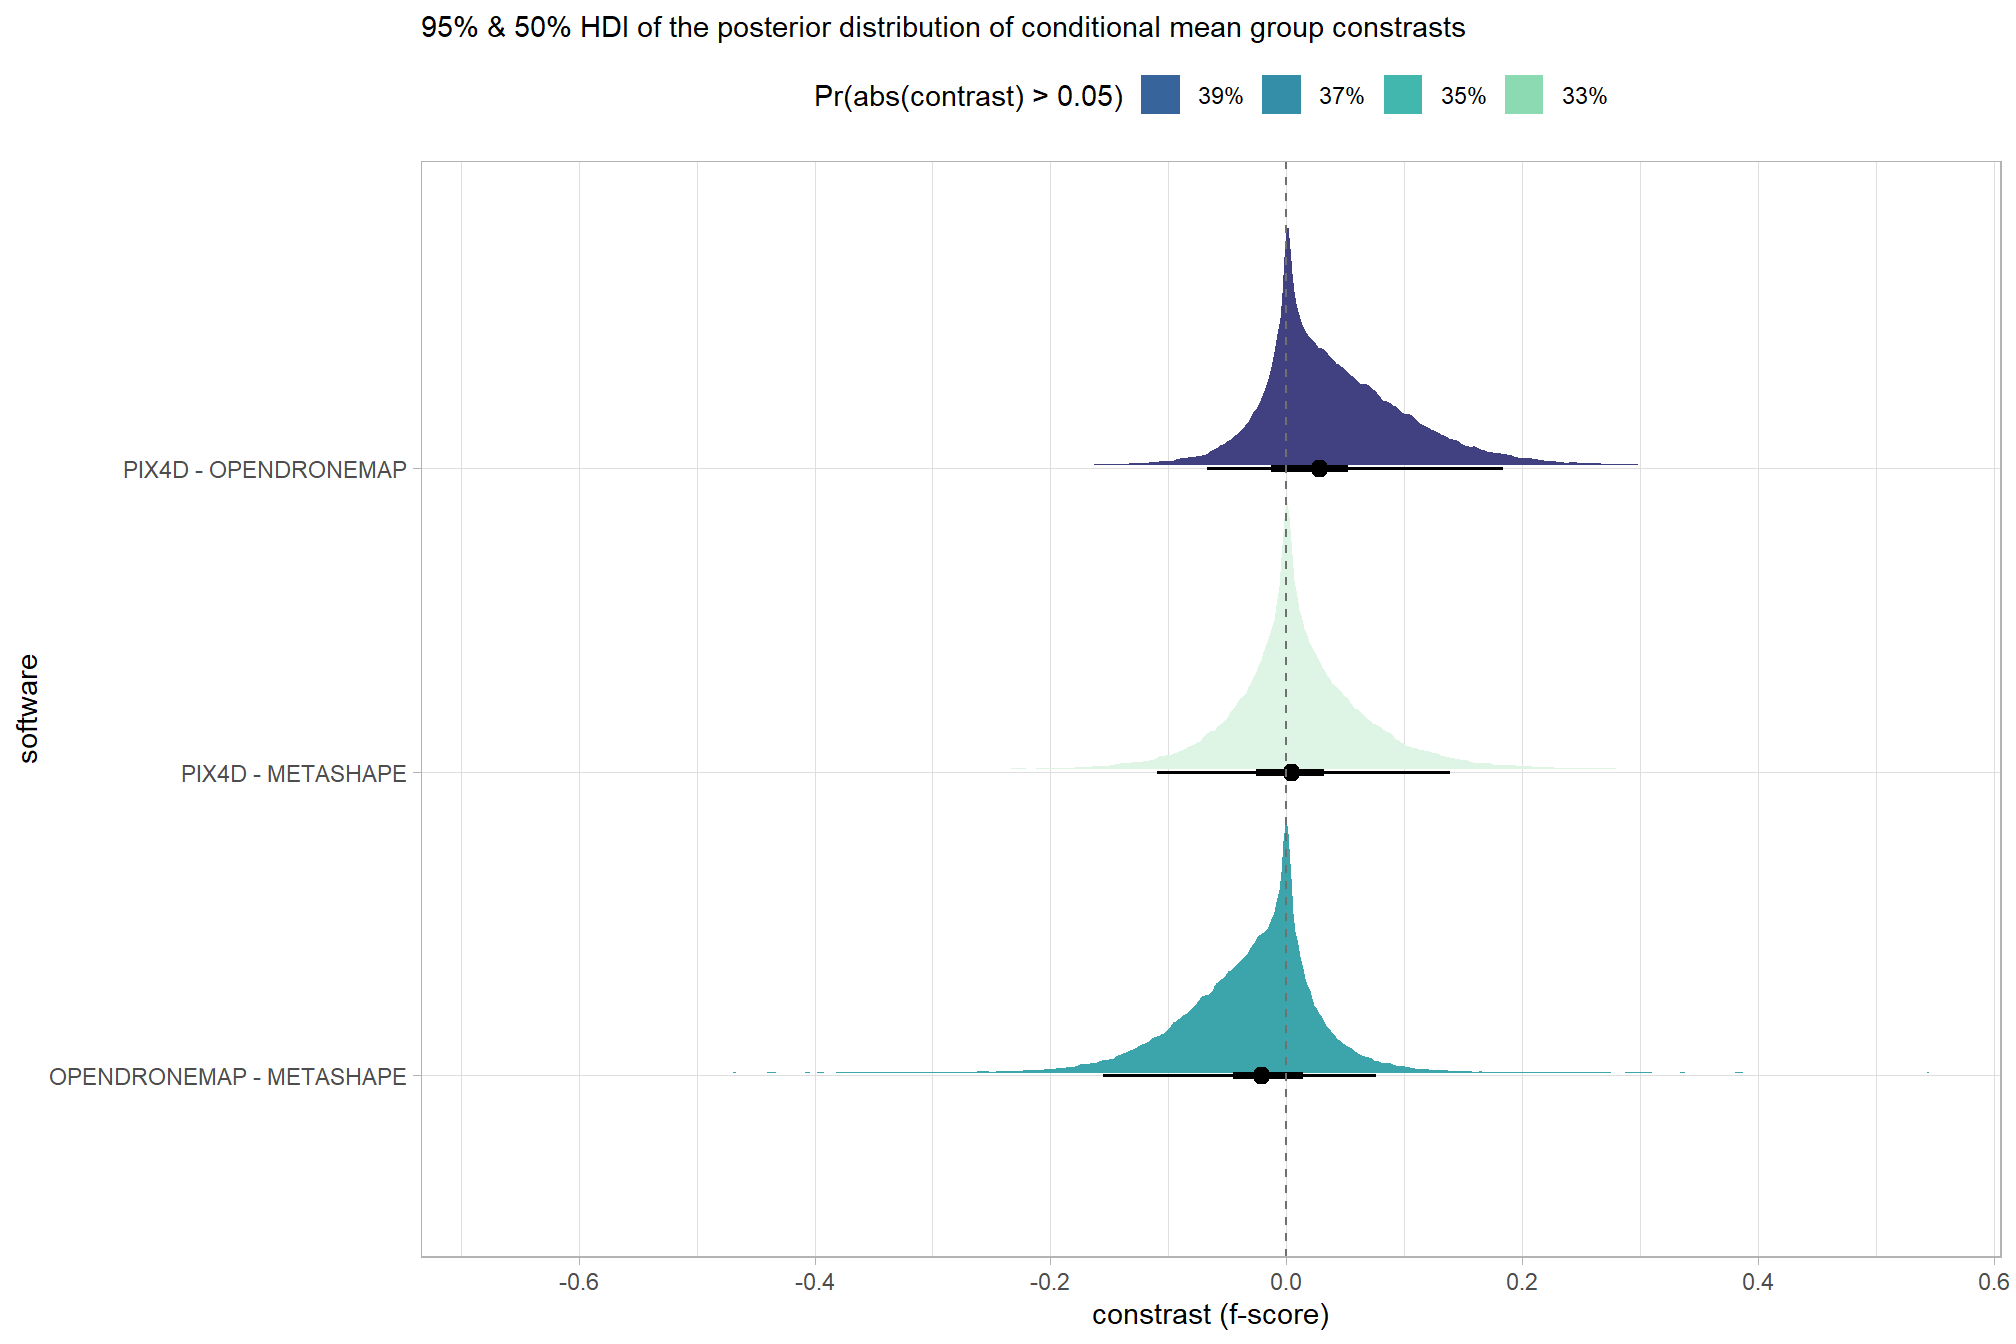 95% & 50% HDI of the posterior distribution of conditional mean group constrasts
Pr(abs(contrast) > 0.05) 39% 37% 35% 33%
software
PIX4D - OPENDRONEMAP
PIX4D - METASHAPE
OPENDRONEMAP - METASHAPE
-0.6 -0.4 -0.2 0.0 0.2 0.4 0.6
constrast (f-score)